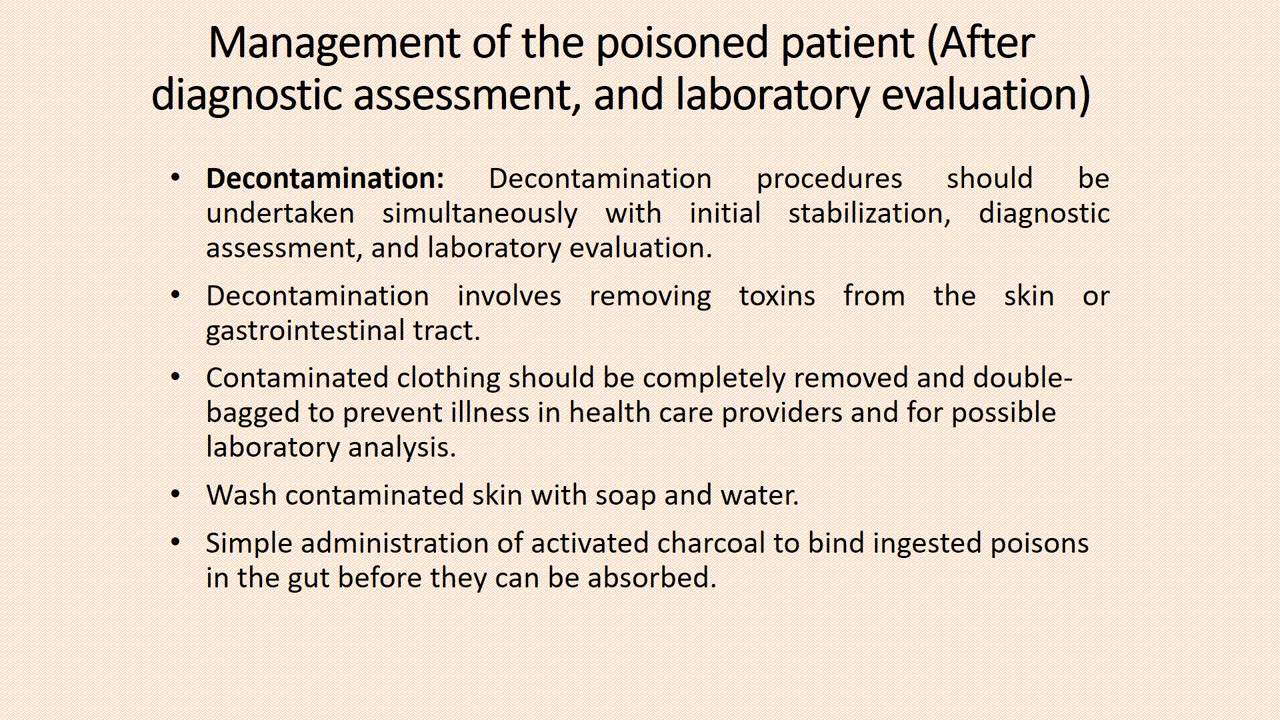 Management of the poisoned patient (After
diagnostic assessment, and laboratory evaluation)
• Decontamination: Decontamination procedures should be
undertaken simultaneously with initial stabilization, diagnostic
assessment, and laboratory evaluation.
• Decontamination involves removing toxins from the skin or
gastrointestinal tract.
• Contaminated clothing should be completely removed and double-
bagged to prevent illness in health care providers and for possible
laboratory analysis.
• Wash contaminated skin with soap and water.
• Simple administration of activated charcoal to bind ingested poisons
in the gut before they can be absorbed.